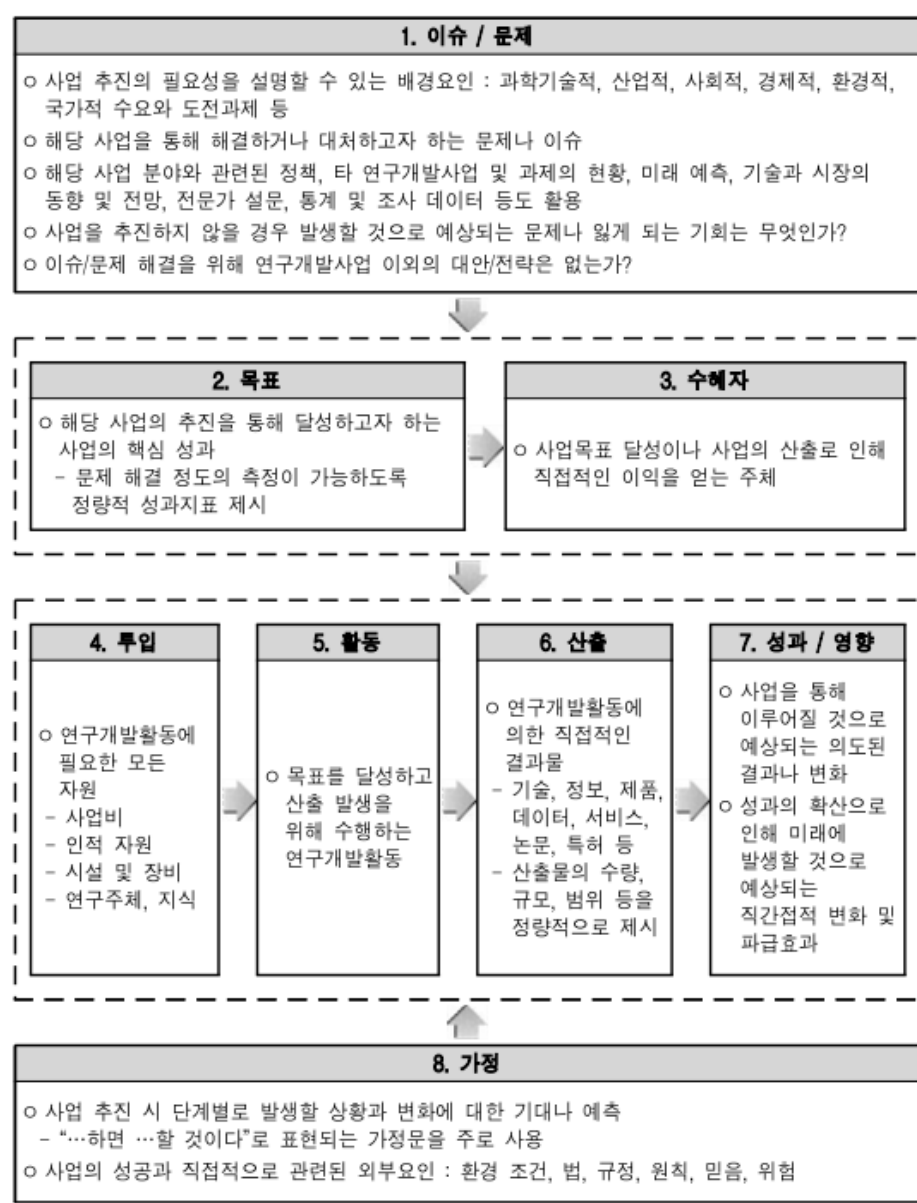 1. 이슈 / 문제
ㅇ 사업 추진의 필요성을 설명할 수 있는 배경요인 : 과학기술적, 산업적, 사회적, 경제적, 환경적,
국가적 수요와 도전과제 등
ㅇ 해당 사업을 통해 해결하거나 대처하고자 하는 문제나 이슈
ㅇ 해당 사업 분야와 관련된 정책, 타 연구개발사업 및 과제의 현황, 미래 예측, 기술과 시장의
동향 및 전망, 전문가 설문, 통계 및 조사 데이터 등도 활용
ㅇ 사업을 추진하지 않을 경우 발생할 것으로 예상되는 문제나 잃게 되는 기회는 무엇인가?
ㅇ 이슈/문제 해결을 위해 연구개발사업 이외의 대안/전략은 없는가?
2. 목표
ㅇ 해당 사업의 추진을 통해 달성하고자 하는
사업의 핵심 성과
- 문제 해결 정도의 측정이 가능하도록
정량적 성과지표 제시
3. 수혜자
ㅇ 사업목표 달성이나 사업의 산출로 인해
직접적인 이익을 얻는 주체
4. 투입
ㅇ 연구개발활동에
필요한 모든
자원
- 사업비
- 인적 자원
- 시설 및 장비
- 연구주체, 지식
5. 활동
ㅇ 목표를 달성하고
산출 발생을
위해 수행하는
연구개발활동
6. 산출
ㅇ 연구개발활동에
의한 직접적인
결과물
- 기술, 정보, 제품,
데이터, 서비스,
논문, 특허 등
- 산출물의 수량,
규모, 범위 등을
정량적으로 제시
7. 성과 / 영향
ㅇ 사업을 통해
이루어질 것으로
예상되는 의도된
결과나 변화
ㅇ 성과의 확산으로
인해 미래에
발생할 것으로
예상되는
직간접적 변화 및
파급효과
8. 가정
ㅇ 사업 추진 시 단계별로 발생할 상황과 변화에 대한 기대나 예측
- “…하면 …할 것이다”로 표현되는 가정문을 주로 사용
ㅇ 사업의 성공과 직접적으로 관련된 외부요인 : 환경 조건, 법, 규정, 원칙, 믿음, 위험